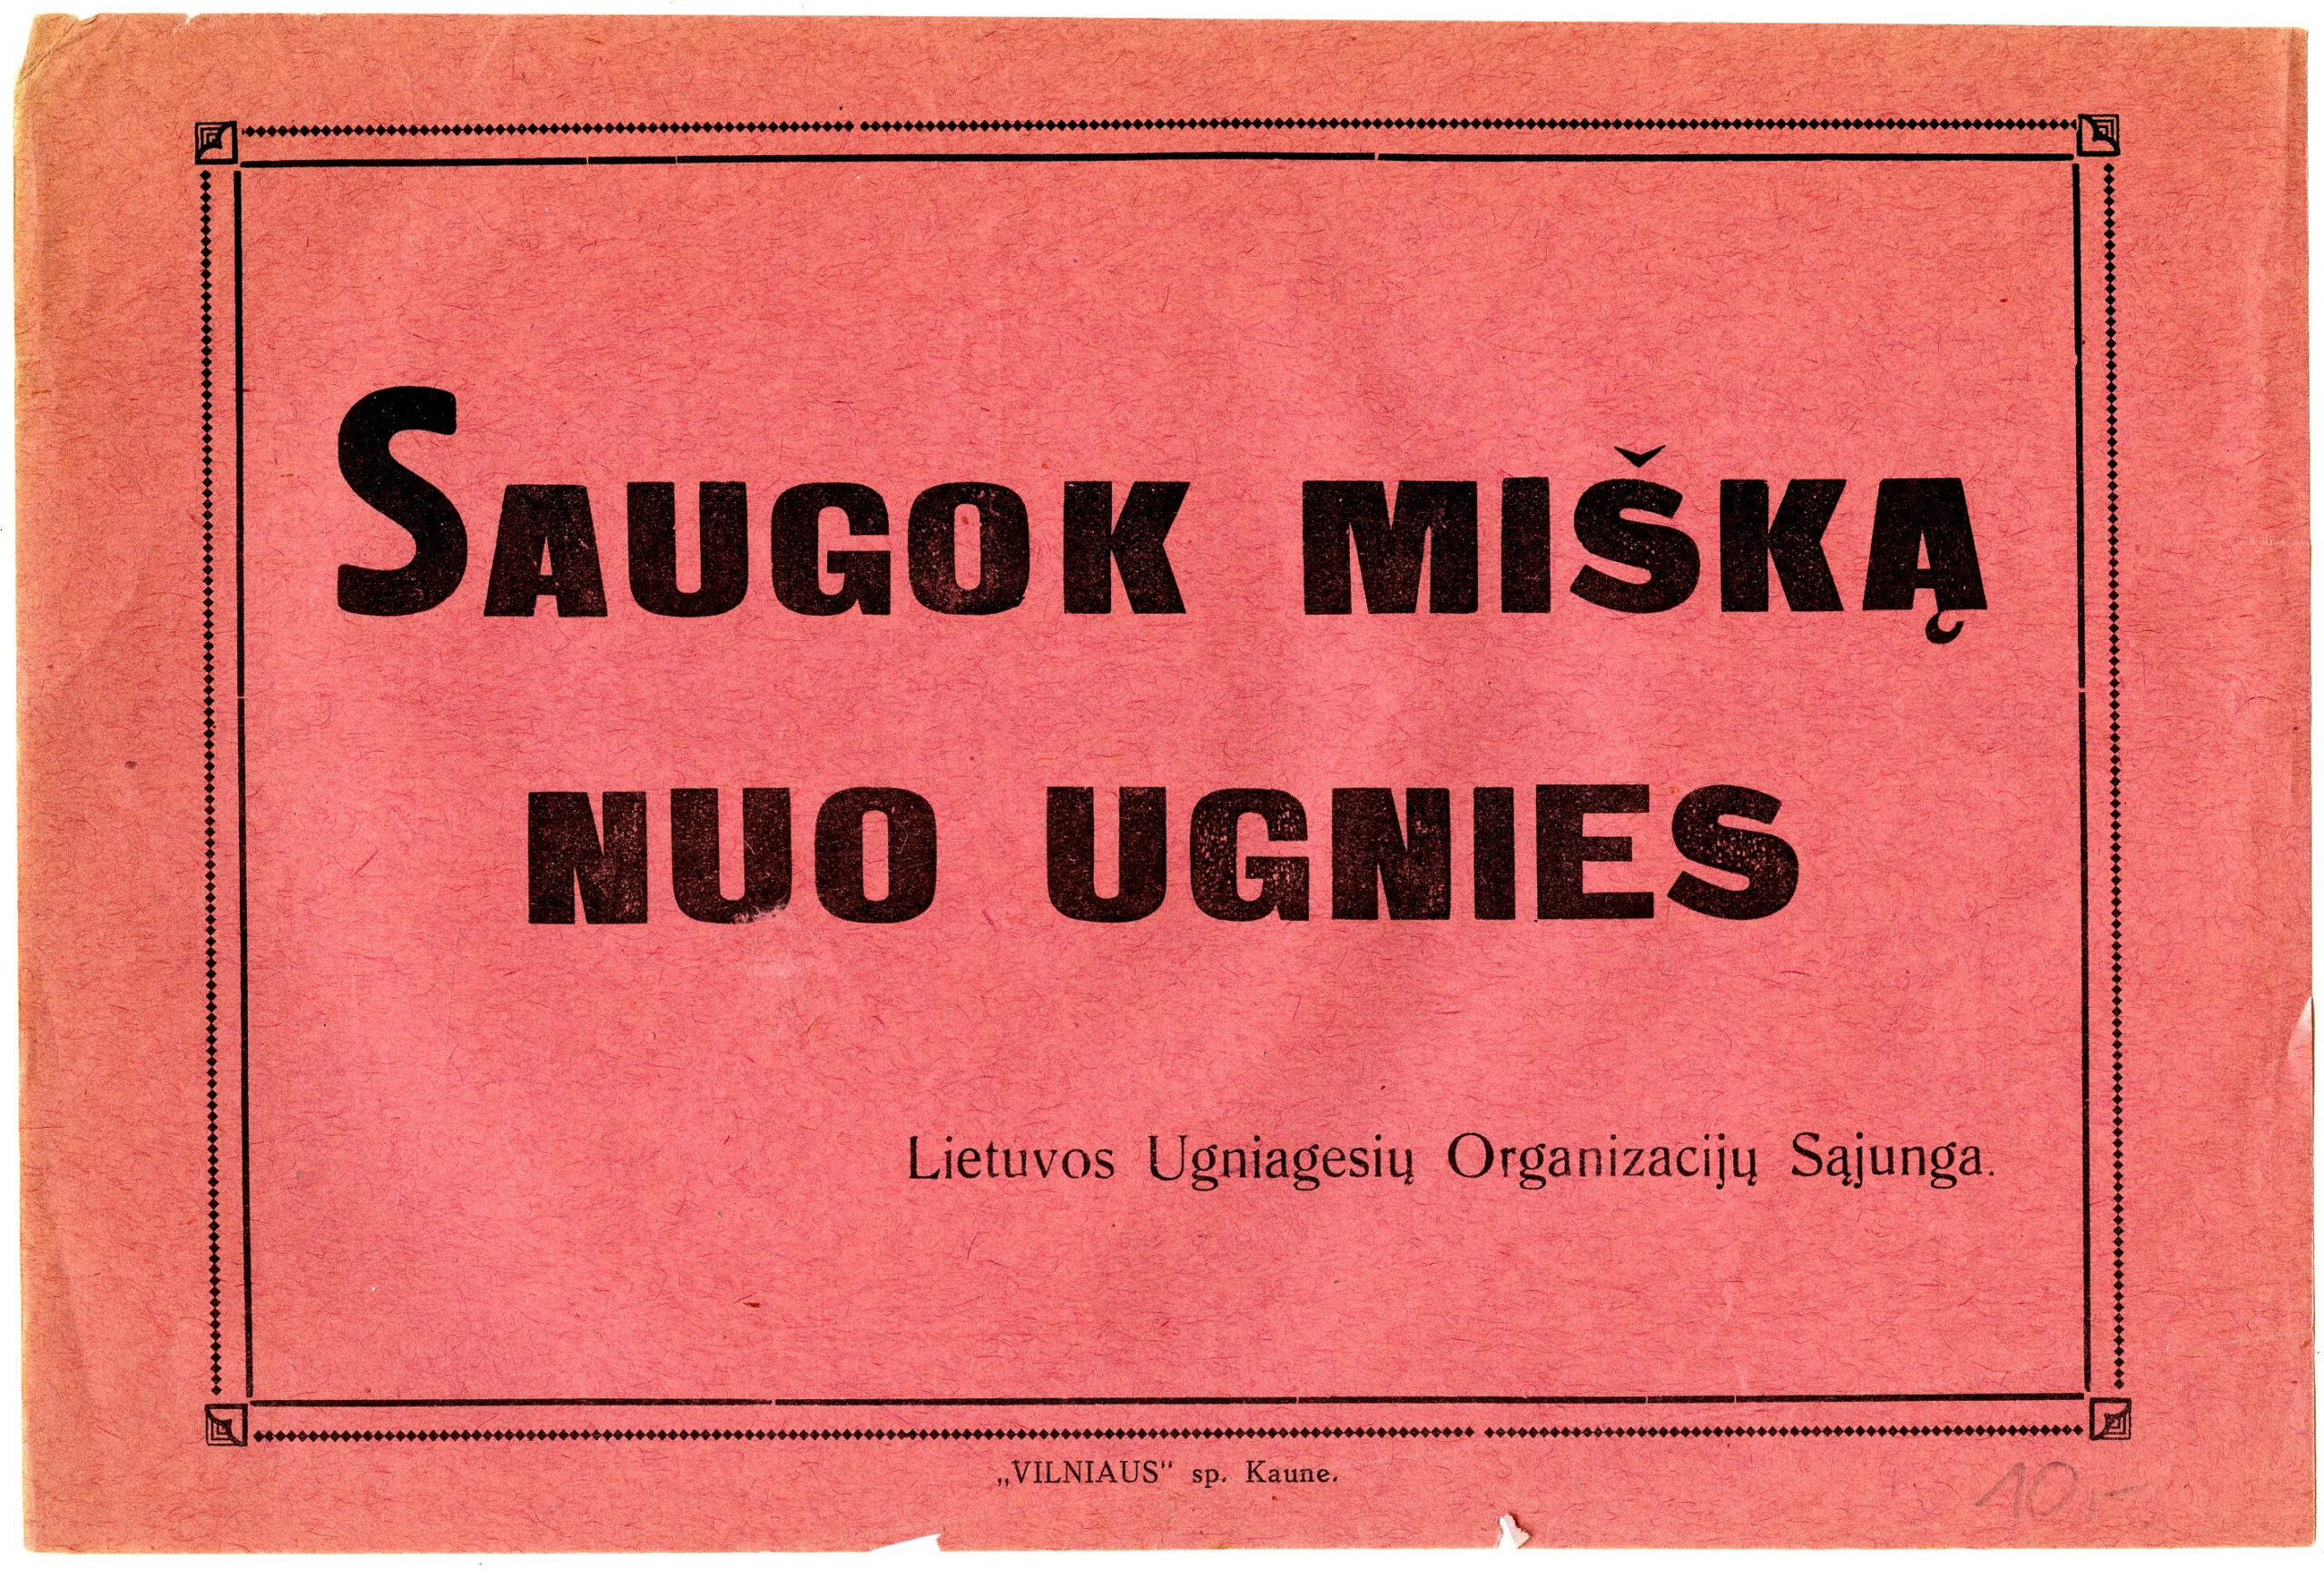 SAUGOK MIŠKĄ
NUO UGNIES
Lietuvos Ugniagesių Organizacijų Sąjunga.
„VILNIAUS“ sp. Kaune.
10,-